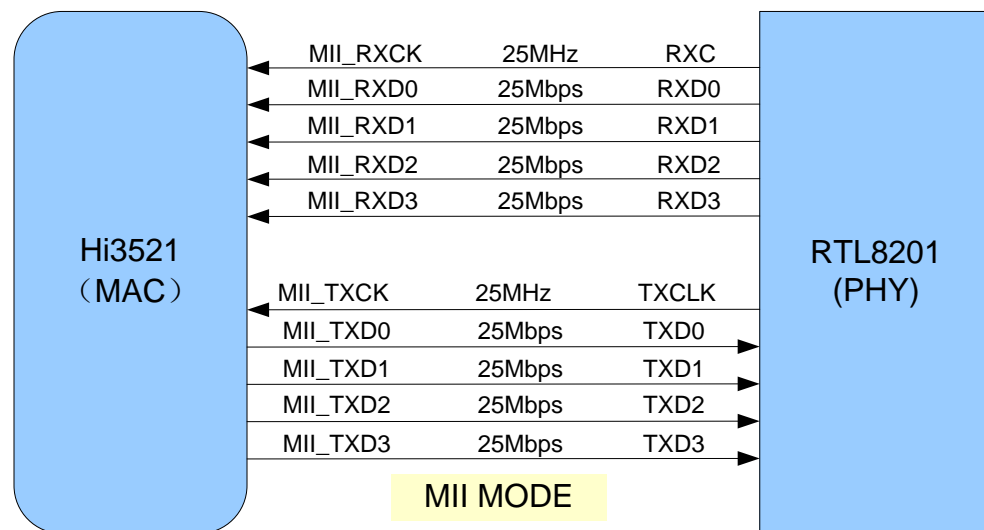 MII_RXCK 25MHz RXC
MII_RXD0 25Mbps RXD0
MII_RXD1 25Mbps RXD1
MII_RXD2 25Mbps RXD2
MII_RXD3 25Mbps RXD3
Hi3521
（MAC）
RTL8201
(PHY)
MII_TXCK 25MHz TXCLK
MII_TXD0 25Mbps TXD0
MII_TXD1 25Mbps TXD1
MII_TXD2 25Mbps TXD2
MII_TXD3 25Mbps TXD3
MII MODE